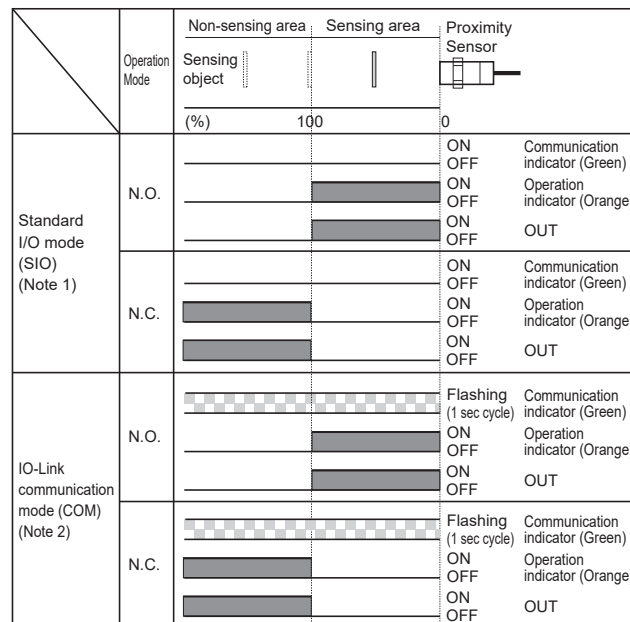 Non-sensing area
Sensing area
Proximity
Sensor
Operation
Mode
Sensing
object
(%)
100
0
Standard
I/O mode
(SIO)
(Note 1)
N.O.
ON
OFF
Communication
indicator (Green)
ON
OFF
Operation
indicator (Orange
ON
OFF
OUT
N.C.
ON
OFF
Communication
indicator (Green)
ON
OFF
Operation
indicator (Orange
ON
OFF
OUT
IO-Link
communication
mode (COM)
(Note 2)
N.O.
Flashing
(1 sec cycle)
Communication
indicator (Green)
ON
OFF
Operation
indicator (Orange
ON
OFF
OUT
N.C.
Flashing
(1 sec cycle)
Communication
indicator (Green)
ON
OFF
Operation
indicator (Orange
ON
OFF
OUT